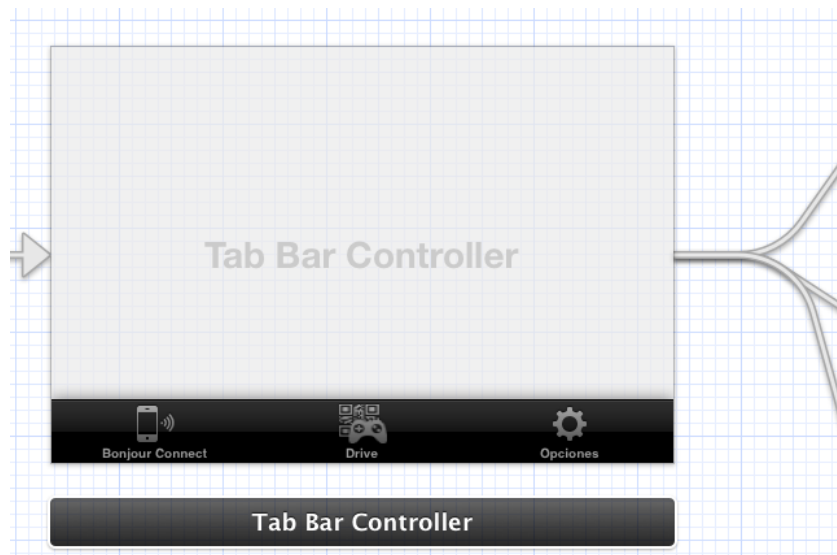 Tab Bar Controller
Bonjour Connect
Drive
Opciones
Tab Bar Controller